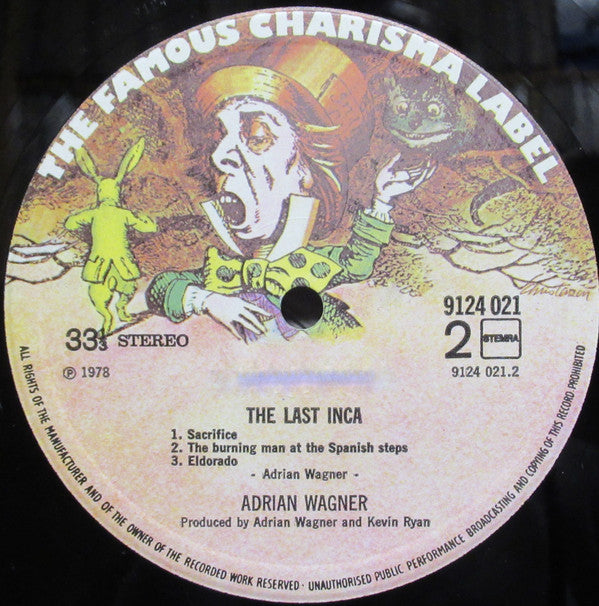 THE FAMOUS CHARISMA LABEL
9124 021
33⅓ STEREO
2 STEMRA
℗ 1978
9124 021.2
THE LAST INCA
1. Sacrifice
2. The burning man at the Spanish steps
3. Eldorado
- Adrian Wagner -
ADRIAN WAGNER
Produced by Adrian Wagner and Kevin Ryan
ALL RIGHTS OF THE MANUFACTURER AND OF THE OWNER OF THE RECORDED WORK RESERVED · UNAUTHORISED PUBLIC PERFORMANCE BROADCASTING AND COPYING OF THIS RECORD PROHIBITED